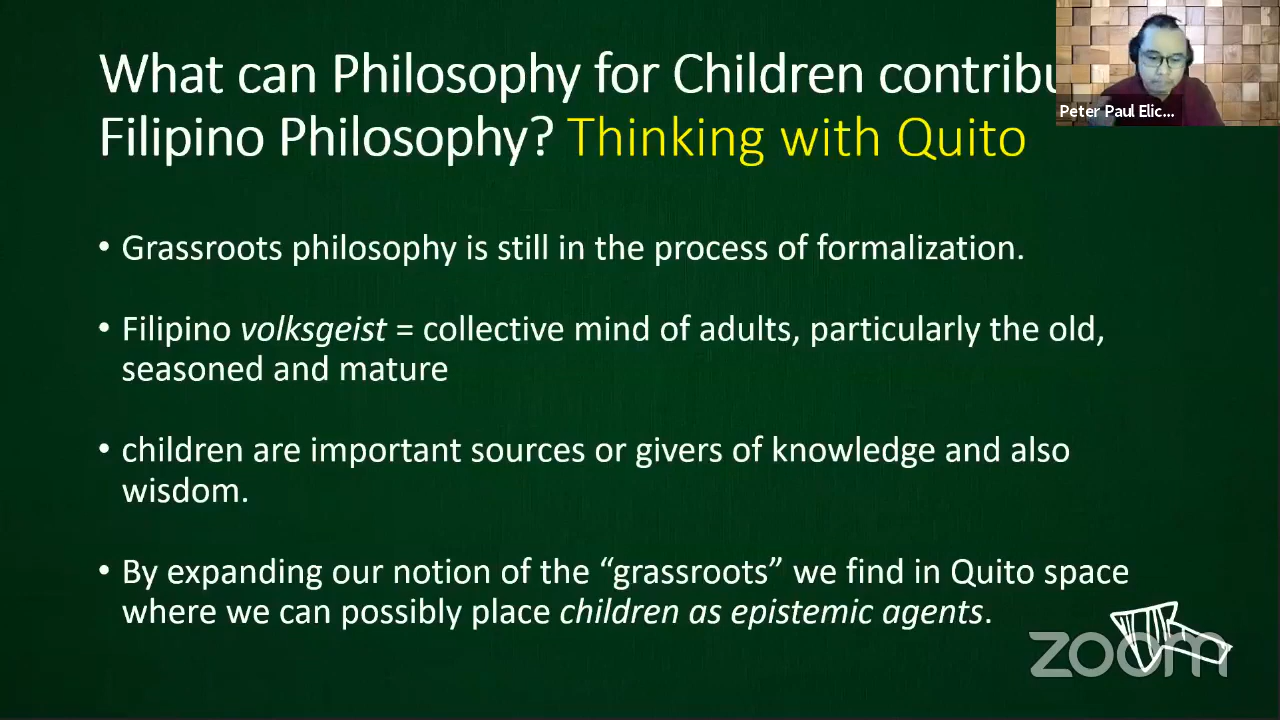 What can Philosophy for Children
Peter Paul Elic...
Filipino Philosophy? Thinking with Quito
• Grassroots philosophy is still in the process of formalization.
• Filipino volksgeist = collective mind of adults, particularly the old,
seasoned and mature
• children are important sources or givers of knowledge and also
wisdom.
• By expanding our notion of the “grassroots” we find in Quito space
where we can possibly place children as epistemic agents.
zoom